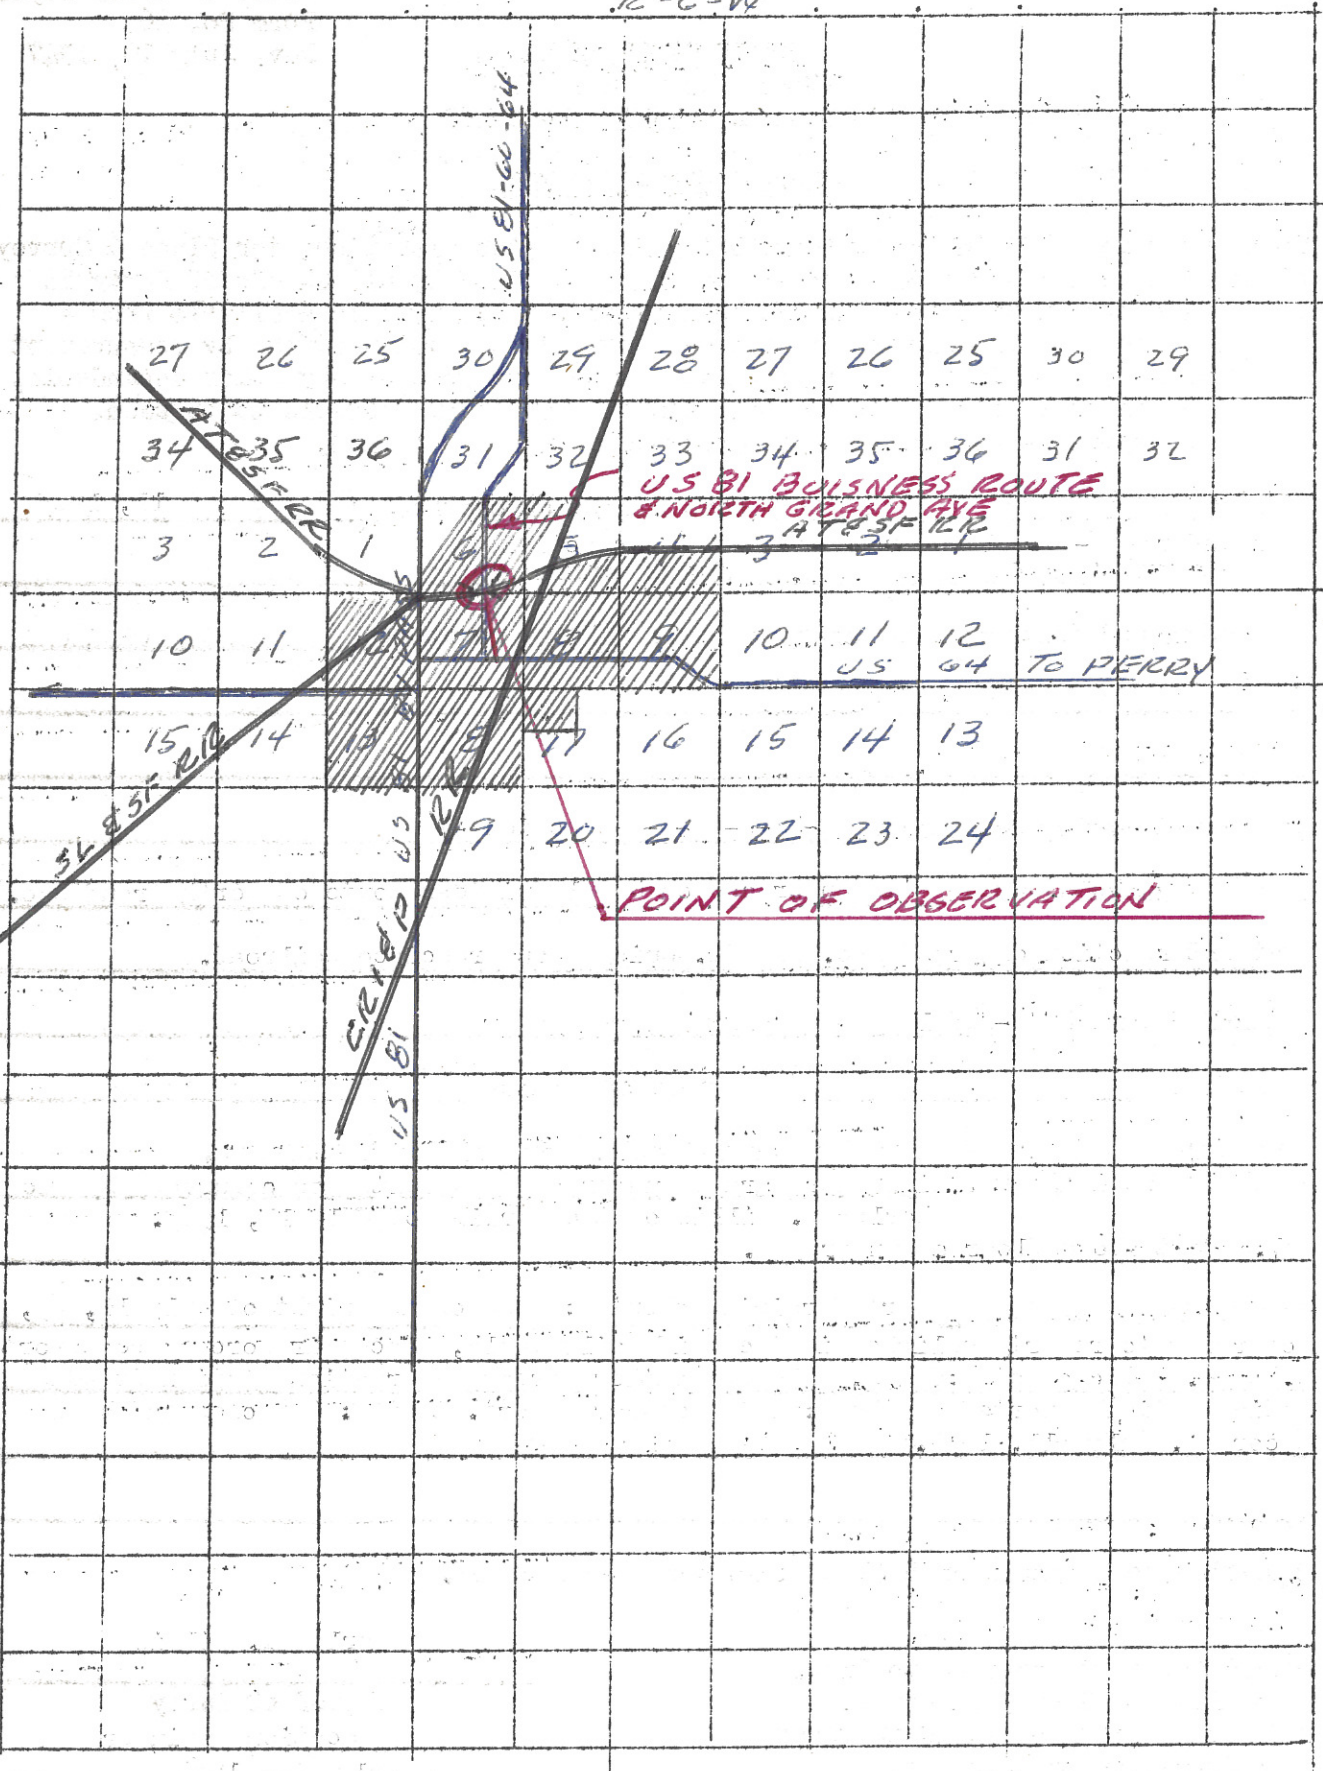 R-6-W
US 81-60-64
27 26 25 30 29 28 27 26 25 30 29
34 35 36 31 32 33 34 35 36 31 32
AT&SF RR
US 81 BUISNESS ROUTE
& NORTH GRAND AVE
AT&SF RR
3 2 1 6 5 4 3 2 1
10 11 12 7 8 9 10 11 12
US 64 TO PERRY
15 14 13 18 17 16 15 14 13
SL & SF RR
US 81 BY PASS
19 20 21 22 23 24
POINT OF OBSERVATION
CRI&P RR
US 81